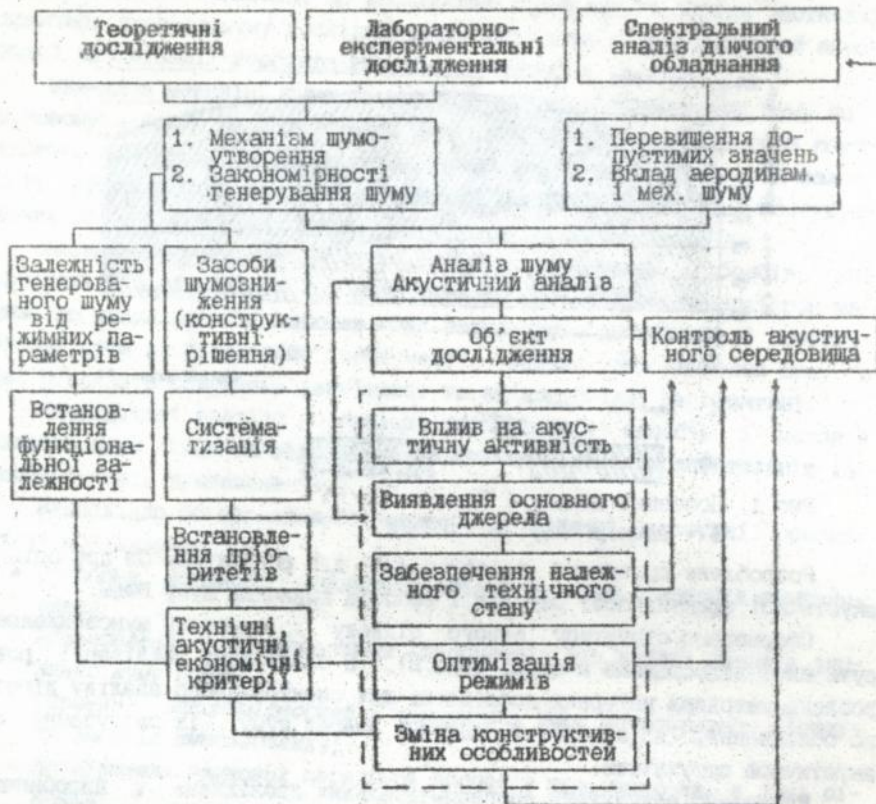 Теоретичні
дослідження
Лабораторно-
експериментальні
дослідження
Спектральний
аналіз діючого
обладнання
1. Механізм шумо-
утворення
2. Закономірності
генерування шуму
1. Перевищення до-
пустимих значень
2. Вклад аеродинам.
і мех. шуму
Залежність
генерова-
ного шуму
від ре-
жимних па-
раметрів
Засоби
шумозни-
ження
(конструк-
тивні
рішення)
Аналіз шуму
Акустичний аналіз
Об'єкт
дослідження
Контроль акустич-
ного середовища
Встанов-
лення
функціона-
льної за-
лежності
Система-
тизація
Вплив на акус-
тичну активність
Виявлення основного
джерела
Встановле-
ння пріо-
ритетів
Забезпечення належ-
ного технічного
стану
Технічні
акустичні
економічні
критерії
Оптимізація
режимів
Зміна конструктив-
них особливостей